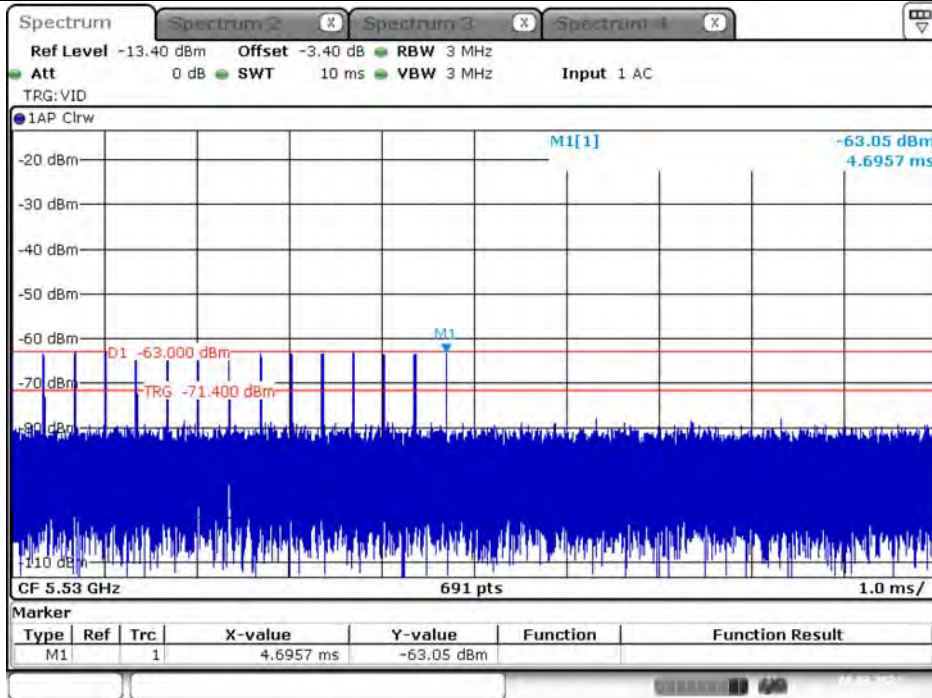 Spectrum Spectrum 2 X Spectrum 3 X Spectrum 4 X
Ref Level -13.40 dBm Offset -3.40 dB RBW 3 MHz
Att 0 dB SWT 10 ms VBW 3 MHz Input 1 AC
TRG:VID
1AP Clrw
M1[1] -63.05 dBm
4.6957 ms
-20 dBm
-30 dBm
-40 dBm
-50 dBm
-60 dBm
M1
D1 -63.000 dBm
-70 dBm
TRG -71.400 dBm
-90 dBm
-110 dBm
CF 5.53 GHz 691 pts 1.0 ms/
Marker
Type Ref Trc X-value Y-value Function Function Result
M1 1 4.6957 ms -63.05 dBm